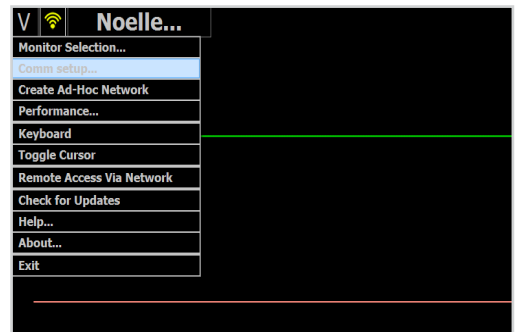 V Noelle...
Monitor Selection...
Comm setup...
Create Ad-Hoc Network
Performance...
Keyboard
Toggle Cursor
Remote Access Via Network
Check for Updates
Help...
About...
Exit